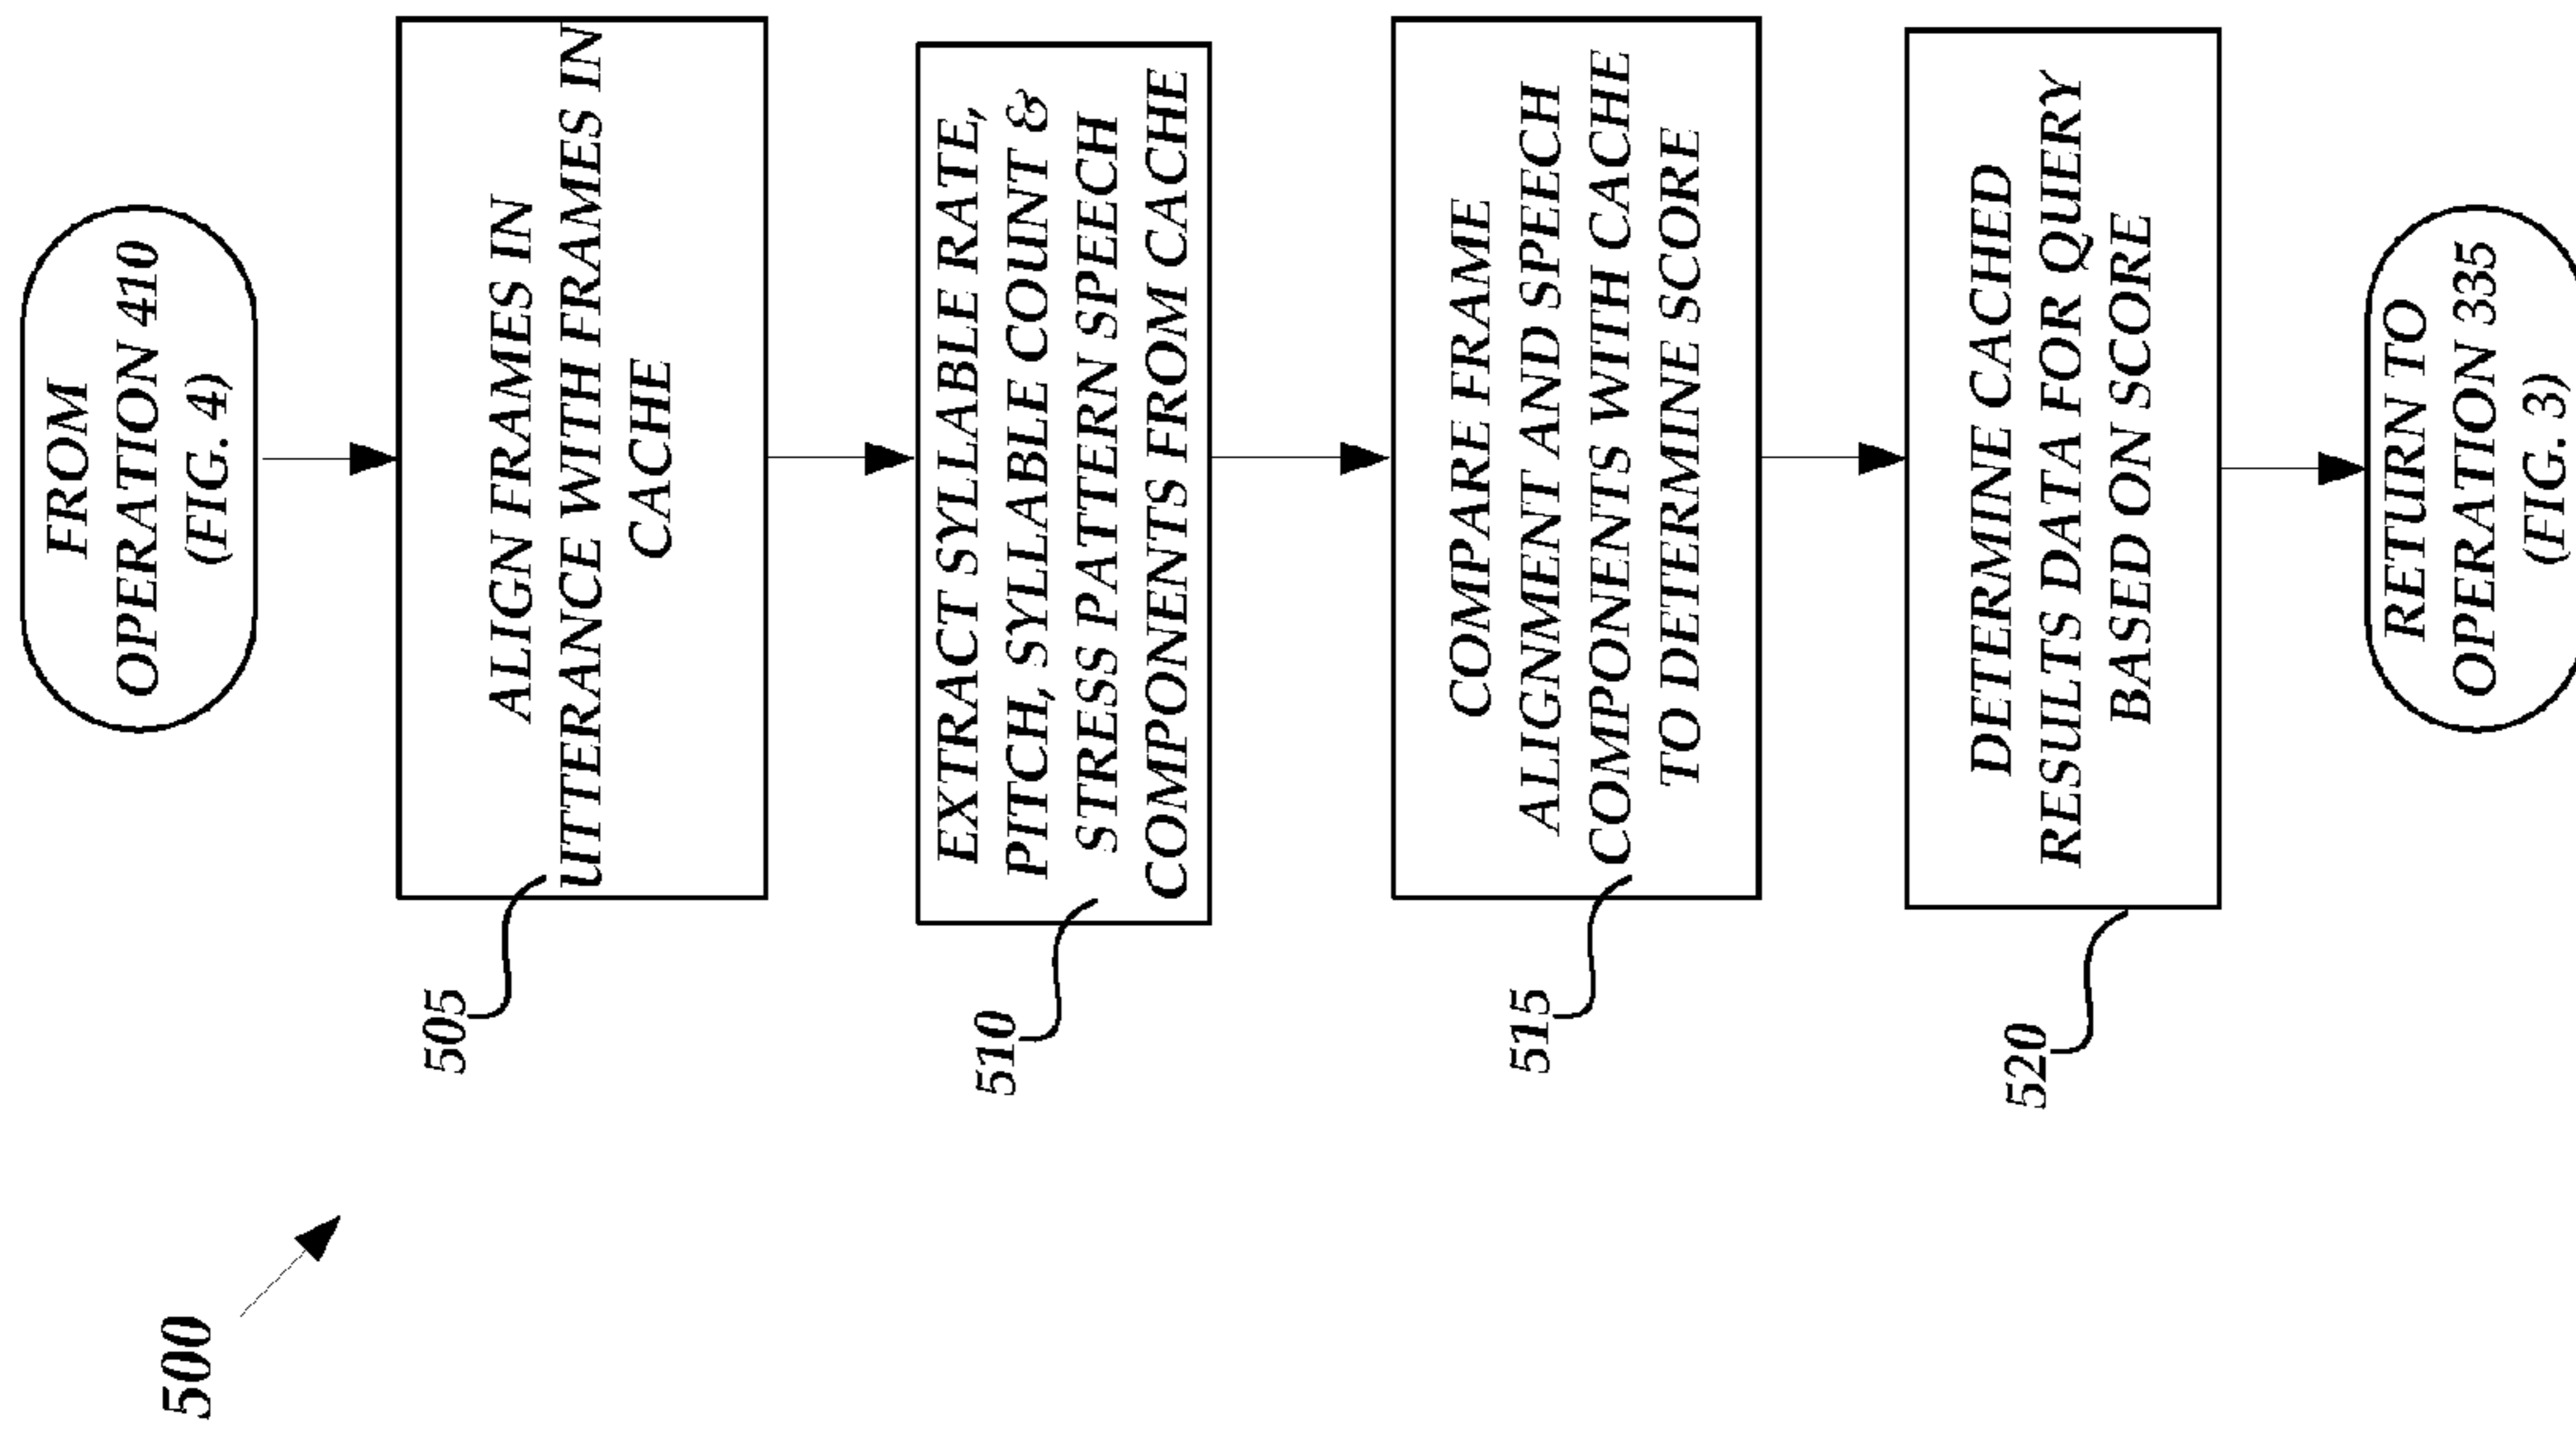 500
FROM
OPERATION 410
(FIG. 4)
505
ALIGN FRAMES IN
UTTERANCE WITH FRAMES IN
CACHE
510
EXTRACT SYLLABLE RATE,
PITCH, SYLLABLE COUNT &
STRESS PATTERN SPEECH
COMPONENTS FROM CACHE
515
COMPARE FRAME
ALIGNMENT AND SPEECH
COMPONENTS WITH CACHE
TO DETERMINE SCORE
520
DETERMINE CACHED
RESULTS DATA FOR QUERY
BASED ON SCORE
RETURN TO
OPERATION 335
(FIG. 3)